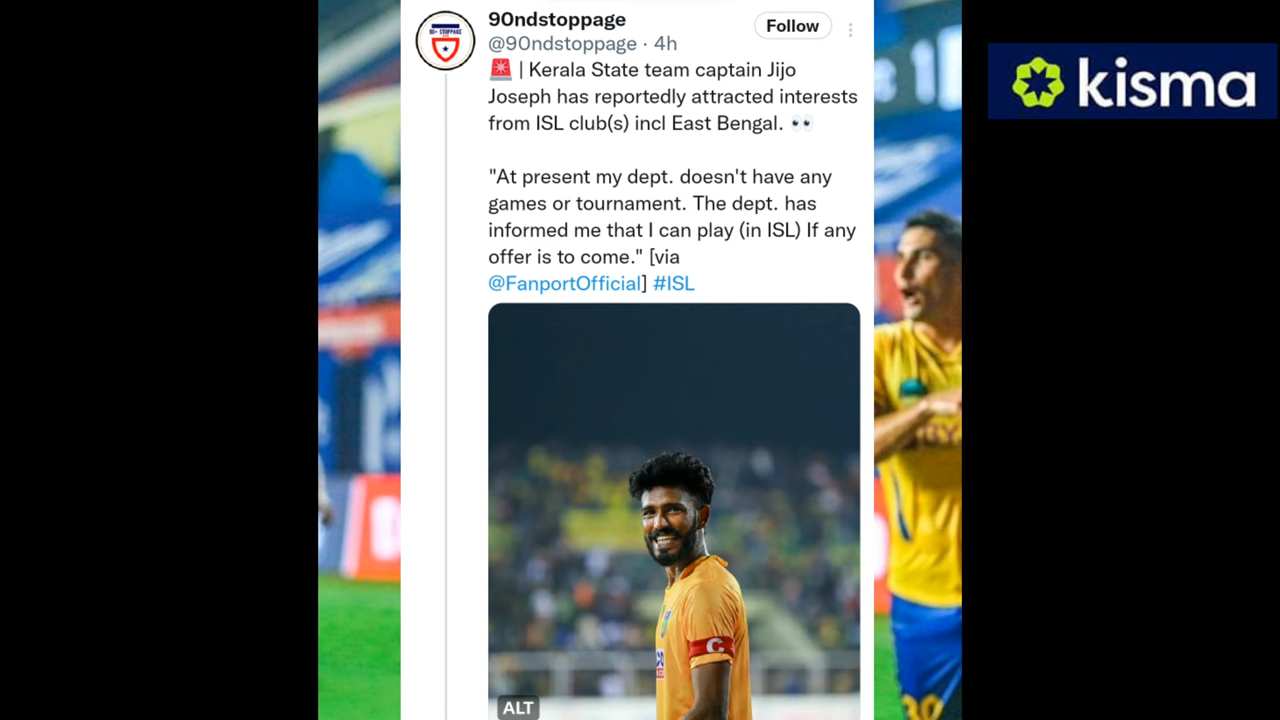 90ndstoppage
Follow
@90ndstoppage · 4h
🚨 | Kerala State team captain Jijo
Joseph has reportedly attracted interests
from ISL club(s) incl East Bengal. 👀
"At present my dept. doesn't have any
games or tournament. The dept. has
informed me that I can play (in ISL) If any
offer is to come." [via
@FanportOfficial] #ISL
C
ALT
kisma